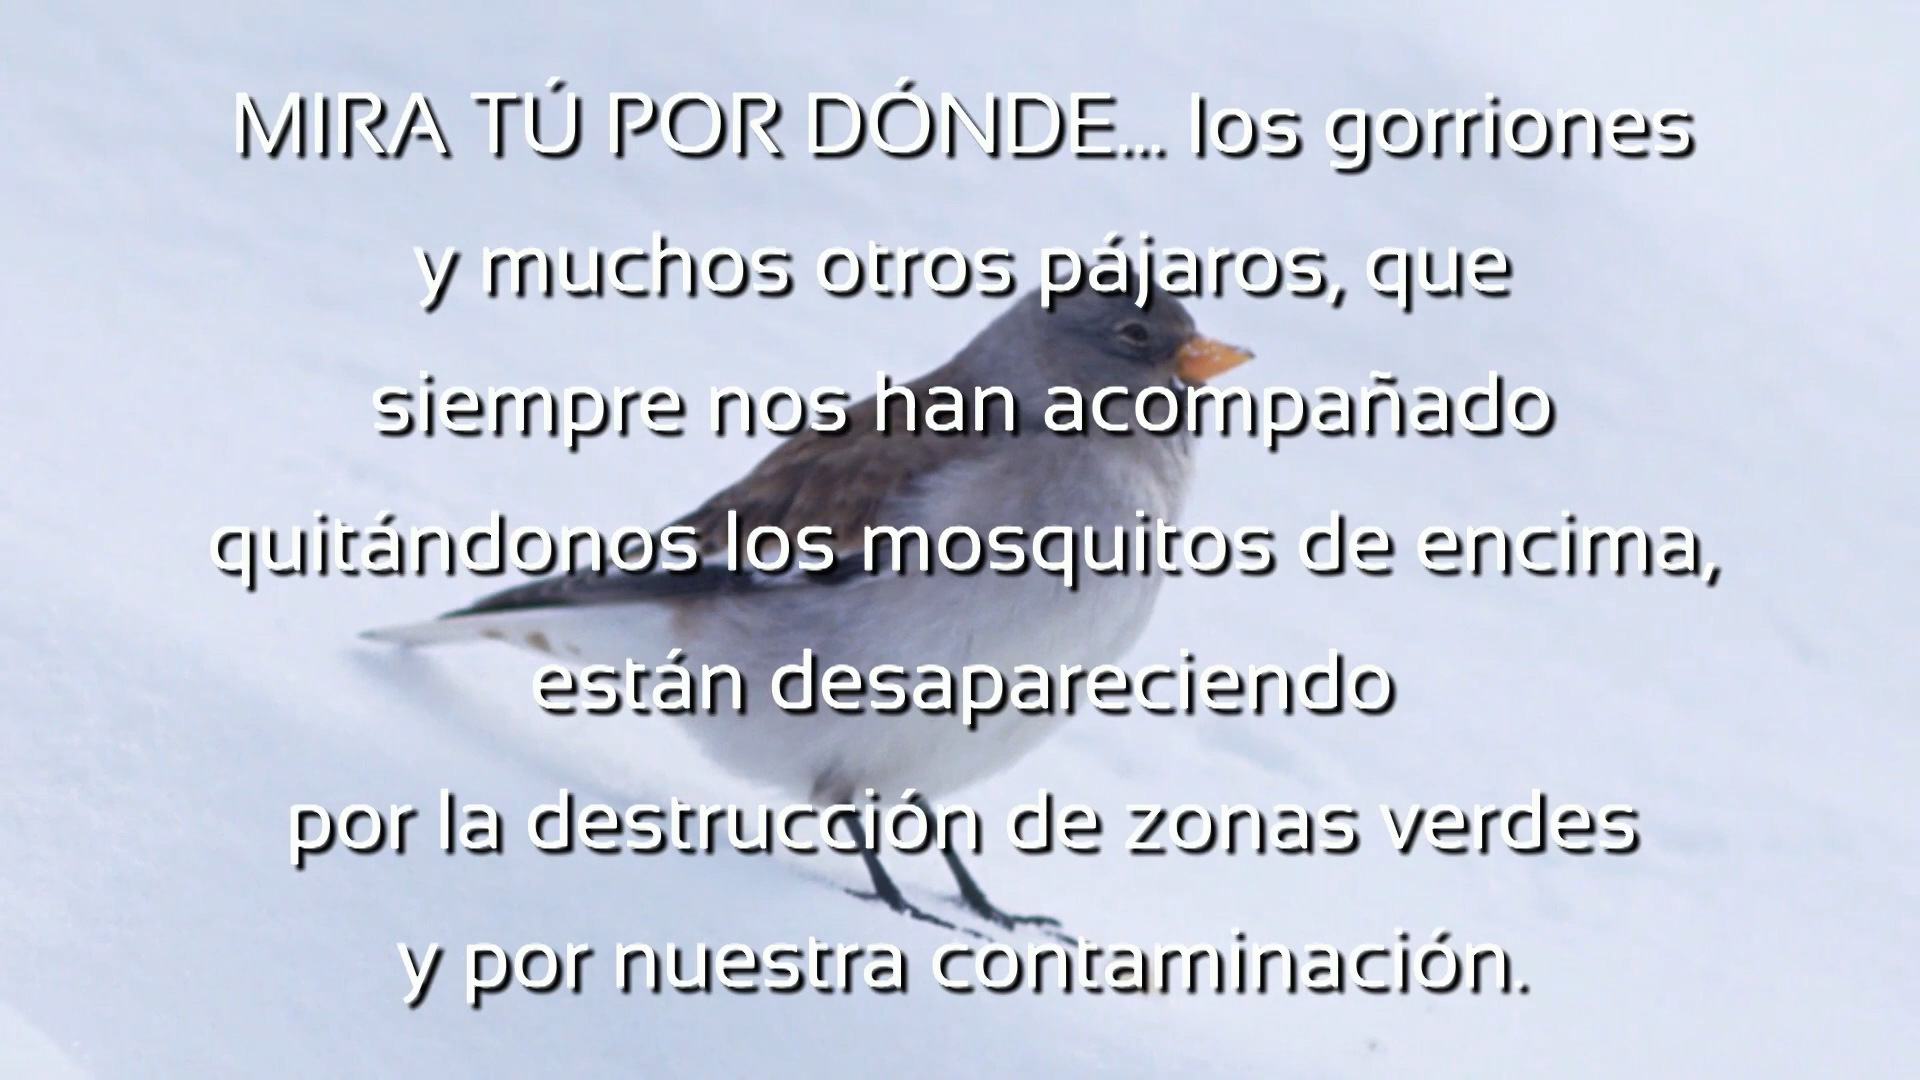 MIRA TÚ POR DÓNDE... los gorriones
y muchos otros pájaros, que
siempre nos han acompañado
quitándonos los mosquitos de encima,
están desapareciendo
por la destrucción de zonas verdes
y por nuestra contaminación.